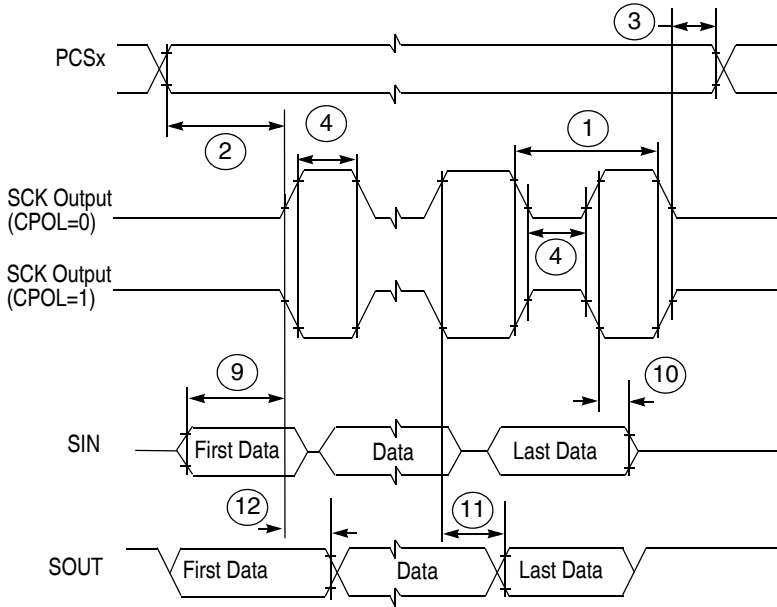 3
PCSx
2
4
1
SCK Output
(CPOL=0)
4
SCK Output
(CPOL=1)
9
10
SIN
First Data
Data
Last Data
12
11
SOUT
First Data
Data
Last Data